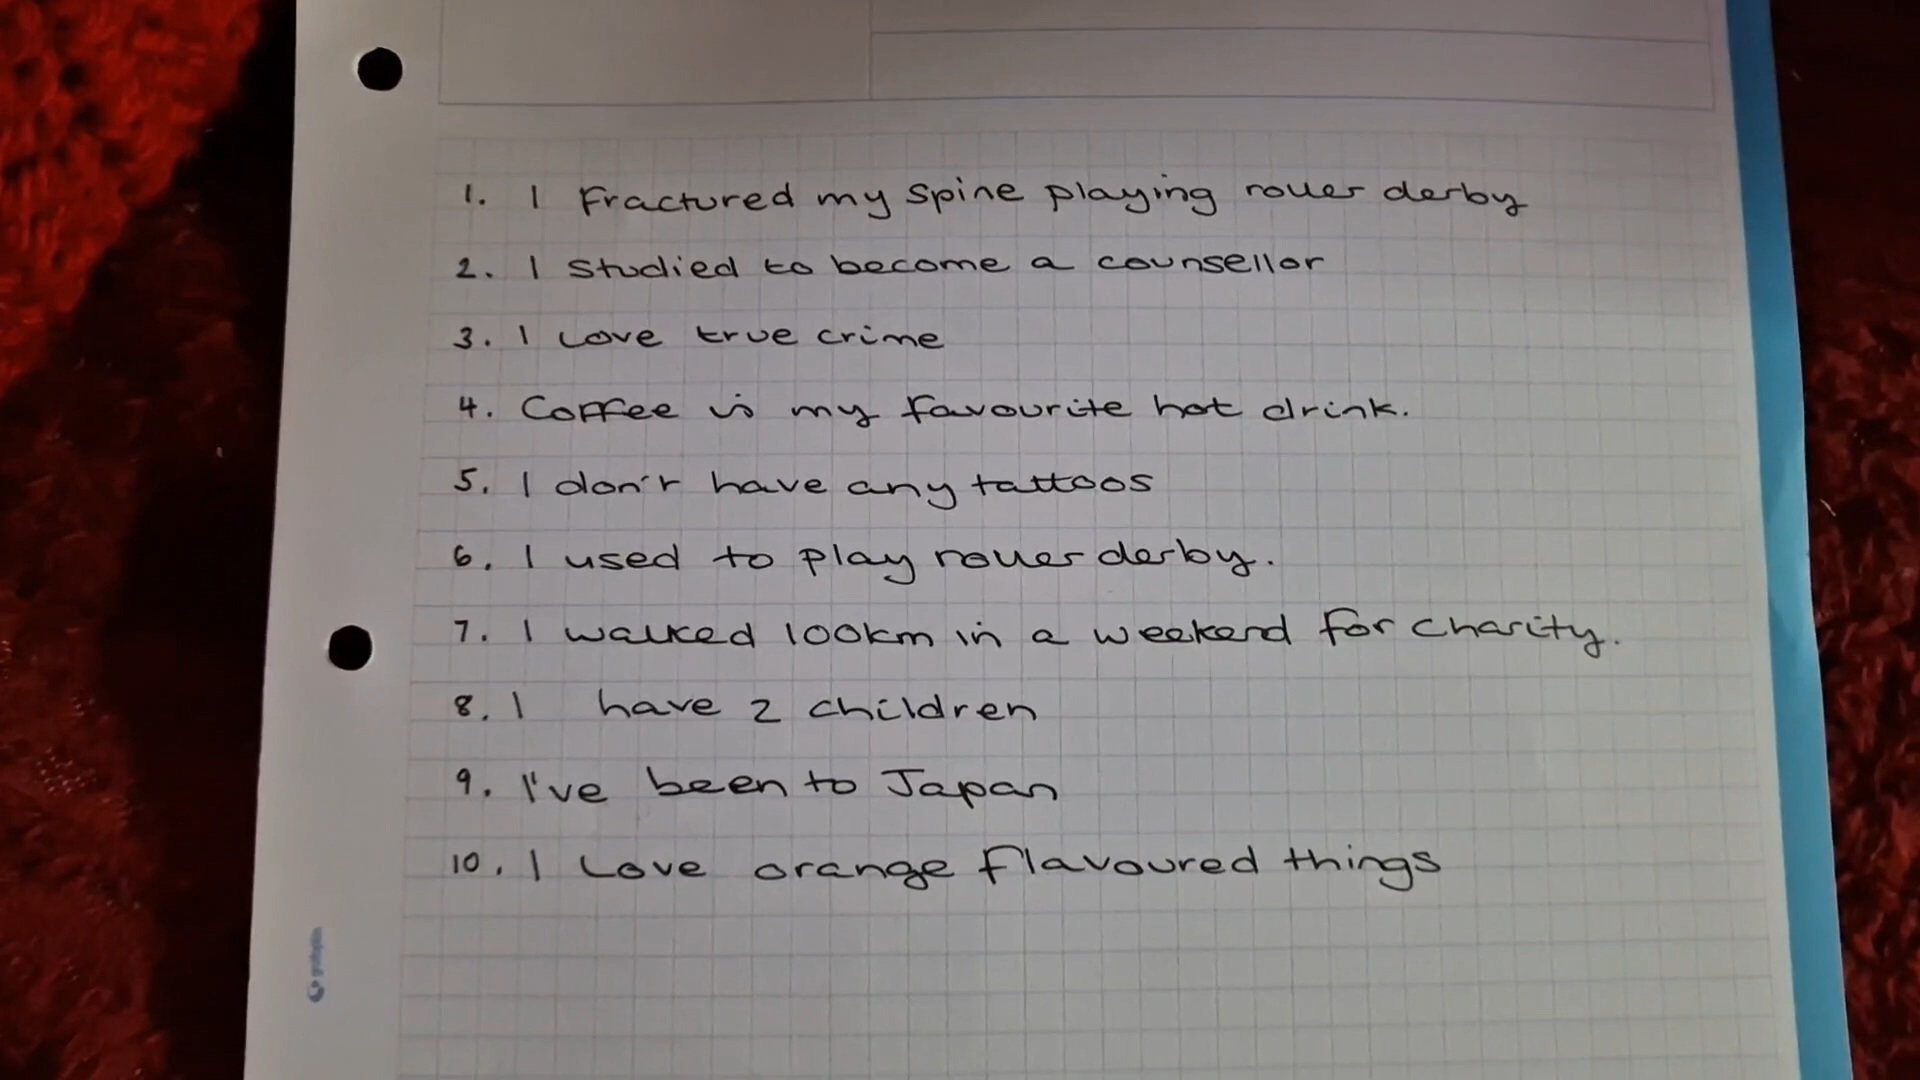 1. I Fractured my spine playing roller derby
2. I studied to become a counsellor
3. I love true crime
4. Coffee is my favourite hot drink.
5. I don't have any tattoos
6. I used to play roller derby.
7. I walked 100km in a weekend for charity.
8. I have 2 children
9. I've been to Japan
10. I love orange flavoured things